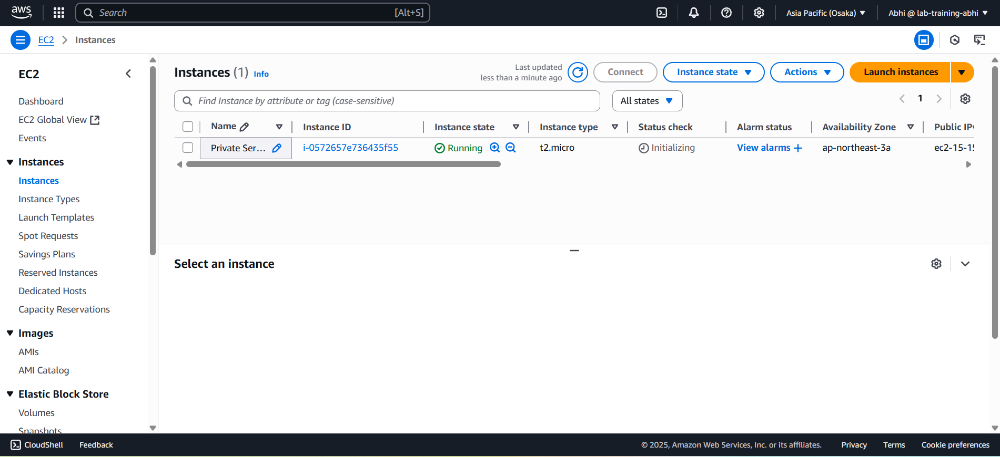 aws
Search [Alt+S]
Asia Pacific (Osaka)
Abhi @ lab-training-abhi
EC2 Instances
EC2
Dashboard
EC2 Global View
Events
Instances
Instances
Instance Types
Launch Templates
Spot Requests
Savings Plans
Reserved Instances
Dedicated Hosts
Capacity Reservations
Images
AMIs
AMI Catalog
Elastic Block Store
Volumes
Snapshots
Instances (1) Info
Last updated
less than a minute ago
Connect
Instance state
Actions
Launch instances
Find Instance by attribute or tag (case-sensitive)
All states
1
Name Instance ID Instance state Instance type Status check Alarm status Availability Zone Public IPv
Private Ser... i-0572657e736435f55 Running t2.micro Initializing View alarms + ap-northeast-3a ec2-15-15
Select an instance
CloudShell Feedback
© 2025, Amazon Web Services, Inc. or its affiliates. Privacy Terms Cookie preferences